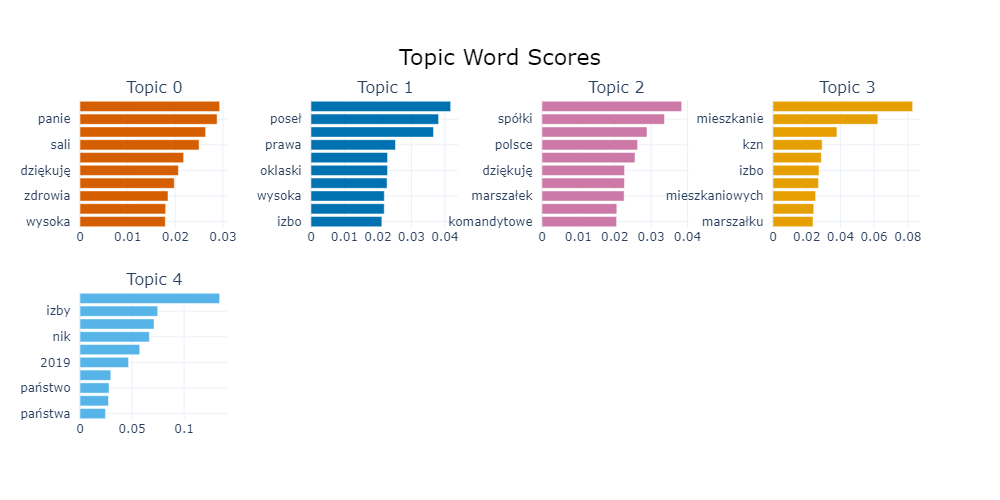 Topic Word Scores
Topic 0
panie
sali
dziękuję
zdrowia
wysoka
0 0.01 0.02 0.03
Topic 1
poseł
prawa
oklaski
wysoka
izbo
0 0.01 0.02 0.03 0.04
Topic 2
spółki
polsce
dziękuję
marszałek
komandytowe
0 0.01 0.02 0.03 0.04
Topic 3
mieszkanie
kzn
izbo
mieszkaniowych
marszałku
0 0.02 0.04 0.06 0.08
Topic 4
izby
nik
2019
państwo
państwa
0 0.05 0.1